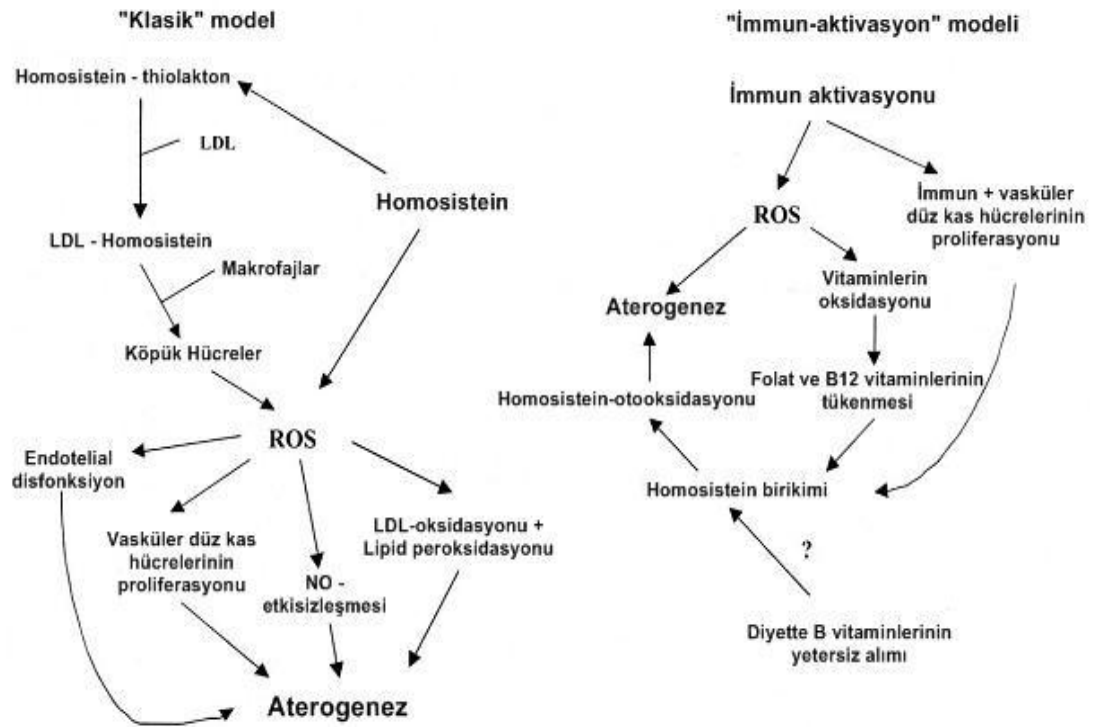 "Klasik" model
Homosistein - thiolakton
LDL
Homosistein
LDL - Homosistein
Makrofajlar
Köpük Hücreler
ROS
Endotelial
disfonksiyon
Vasküler düz kas
hücrelerinin
proliferasyonu
NO -
etkisizleşmesi
LDL-oksidasyonu +
Lipid peroksidasyonu
Aterogenez
"İmmun-aktivasyon" modeli
İmmun aktivasyonu
ROS
İmmun + vasküler
düz kas hücrelerinin
proliferasyonu
Vitaminlerin
oksidasyonu
Aterogenez
Folat ve B12 vitaminlerinin
tükenmesi
Homosistein-otooksidasyonu
Homosistein birikimi
?
Diyette B vitaminlerinin
yetersiz alımı